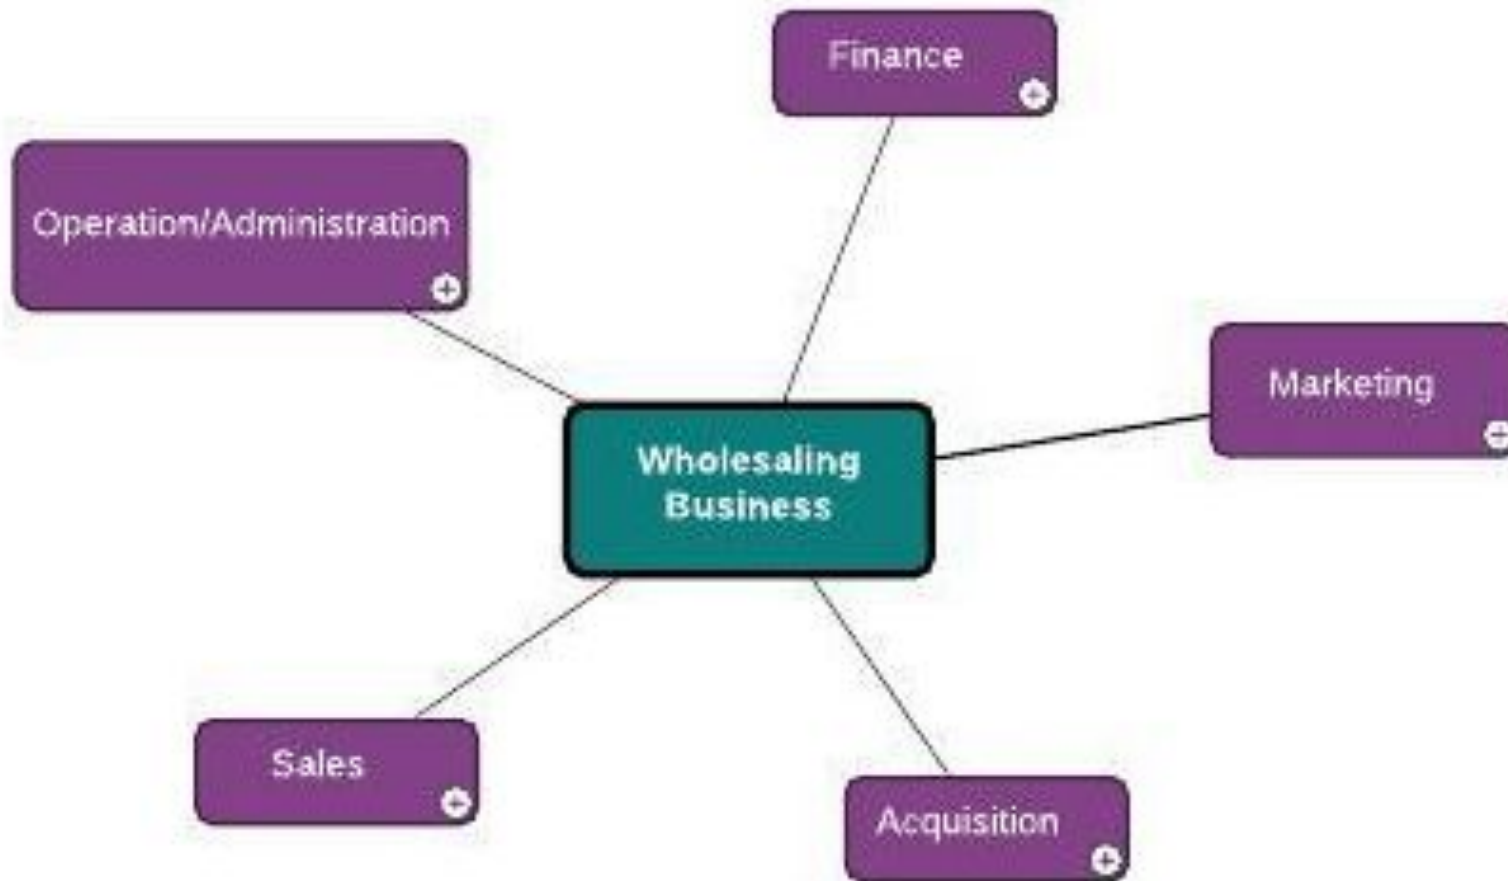 Finance
Operation/Administration
Marketing
Wholesaling
Business
Sales
Acquisition